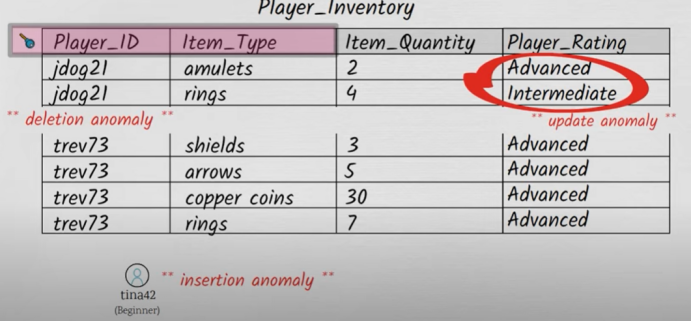 Player_Inventory
Player_ID Item_Type Item_Quantity Player_Rating
jdog21 amulets 2 Advanced
jdog21 rings 4 Intermediate
** deletion anomaly ** ** update anomaly **
trev73 shields 3 Advanced
trev73 arrows 5 Advanced
trev73 copper coins 30 Advanced
trev73 rings 7 Advanced
** insertion anomaly **
tina42
(Beginner)